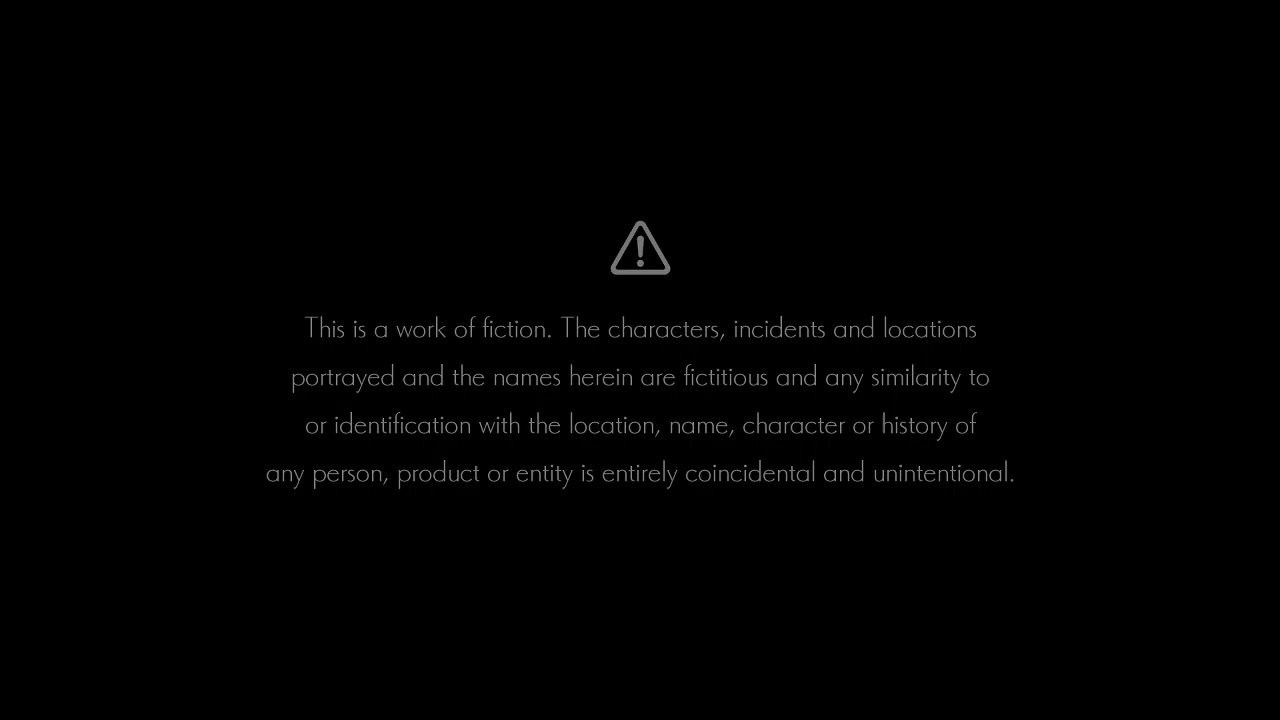 This is a work of fiction. The characters, incidents and locations
portrayed and the names herein are fictitious and any similarity to
or identification with the location, name, character or history of
any person, product or entity is entirely coincidental and unintentional.